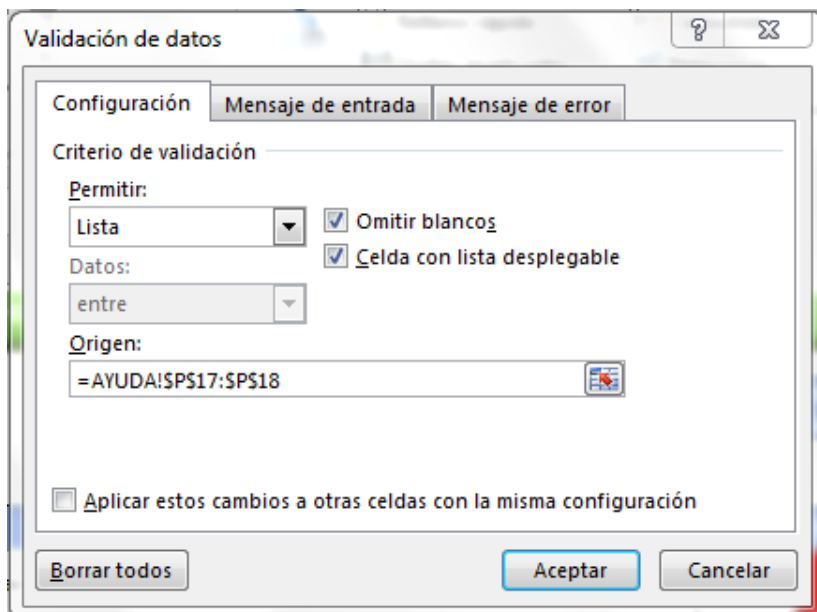 Validación de datos
Configuración
Mensaje de entrada
Mensaje de error
Criterio de validación
Permitir:
Lista
Omitir blancos
Celda con lista desplegable
Datos:
entre
Origen:
=AYUDA!$P$17:$P$18
Aplicar estos cambios a otras celdas con la misma configuración
Borrar todos
Aceptar
Cancelar